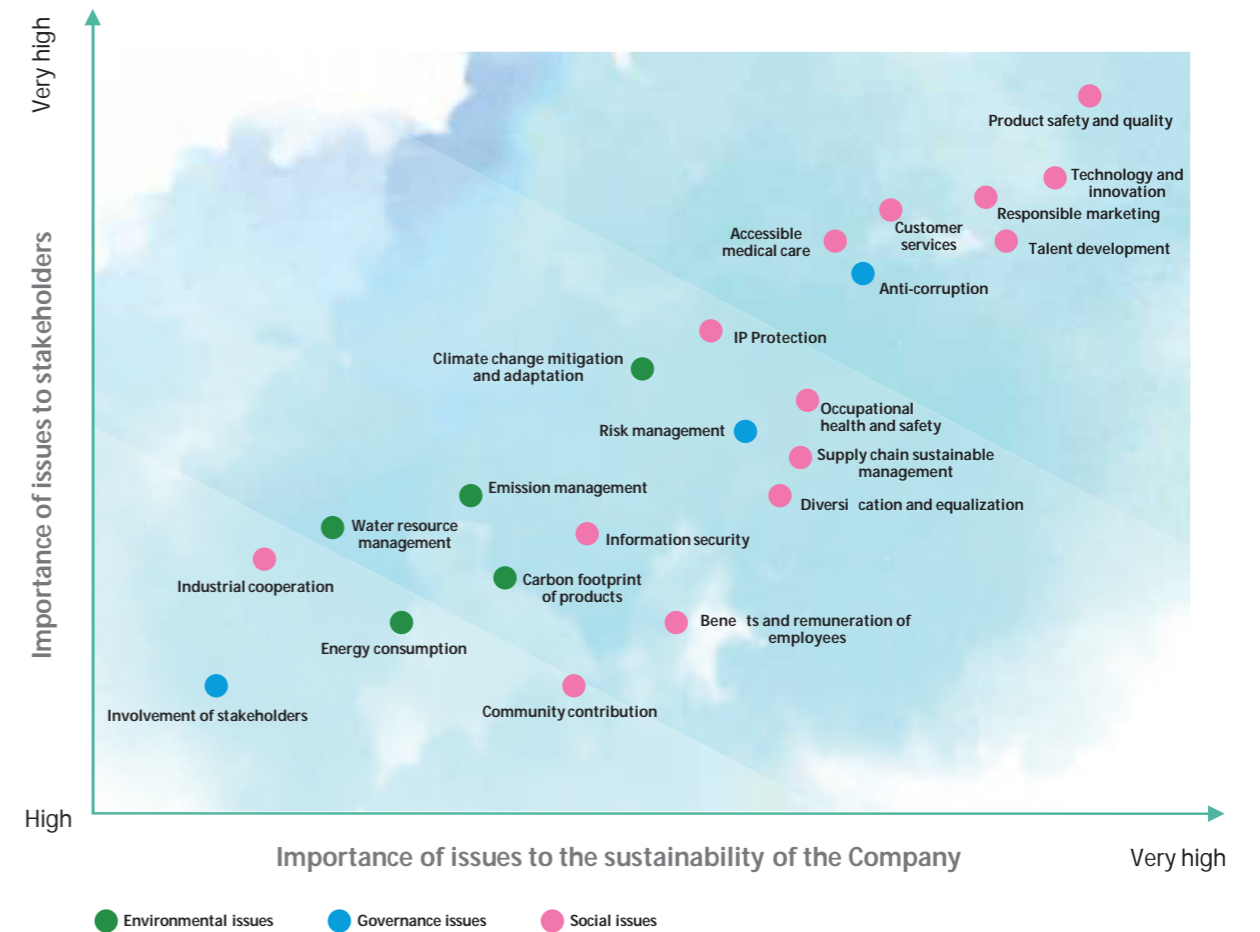 Very high
Importance of issues to stakeholders
Product safety and quality
Technology and
innovation
Responsible marketing
Customer
services
Accessible
medical care
Talent development
Anti-corruption
IP Protection
Climate change mitigation
and adaptation
Occupational
health and safety
Risk management
Supply chain sustainable
management
Emission management
Diversi cation and equalization
Water resource
management
Information security
Industrial cooperation
Carbon footprint
of products
Bene ts and remuneration of
employees
Energy consumption
Involvement of stakeholders
Community contribution
High
Importance of issues to the sustainability of the Company
Very high
Environmental issues
Governance issues
Social issues